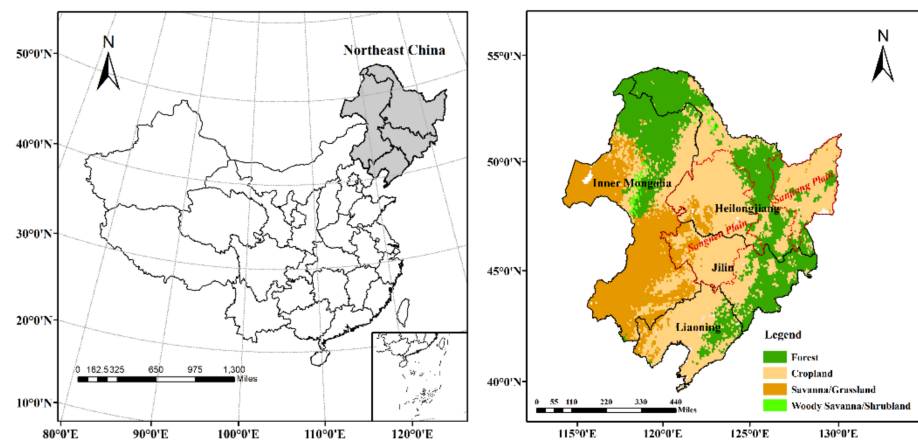 N
Northeast China
50°0'N
40°0'N
30°0'N
20°0'N
10°0'N
0 162.5 325 650 975 1,300
Miles
80°0'E 90°0'E 100°0'E 110°0'E 120°0'E
N
55°0'N
50°0'N
45°0'N
40°0'N
Inner Mongolia
Heilongjiang
Sanjiang Plain
Songnen Plain
Jilin
Liaoning
Legend
Forest
Cropland
Savanna/Grassland
Woody Savanna/Shrubland
0 55 110 220 330 440
Miles
115°0'E 120°0'E 125°0'E 130°0'E